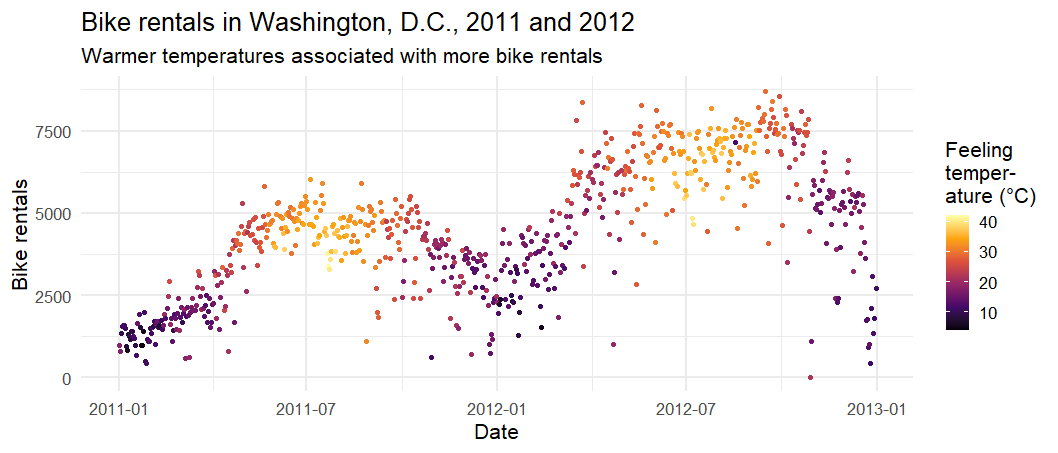 Bike rentals in Washington, D.C., 2011 and 2012
Warmer temperatures associated with more bike rentals
Bike rentals
7500
5000
2500
0
2011-01
2011-07
2012-01
2012-07
2013-01
Date
Feeling
temper-
ature (°C)
40
30
20
10